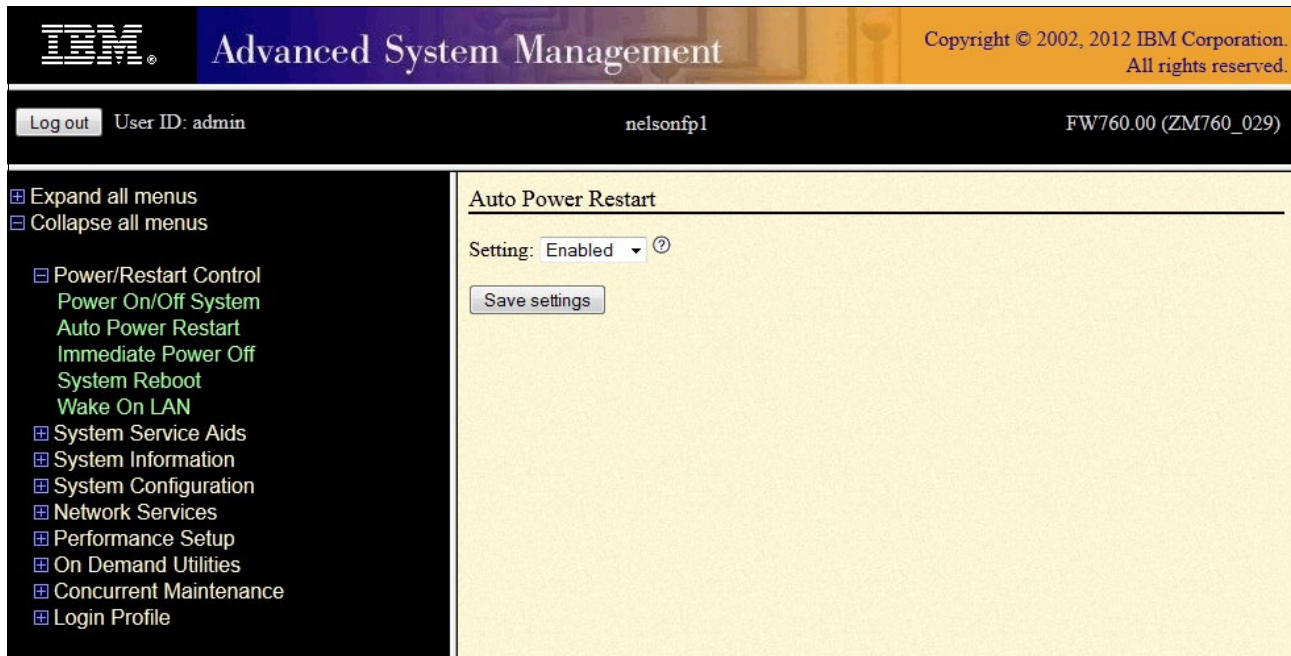 IBM®
Advanced System Management
Copyright © 2002, 2012 IBM Corporation.
All rights reserved.
Log out User ID: admin
nelsonfp1
FW760.00 (ZM760_029)
Expand all menus
Collapse all menus
Power/Restart Control
Power On/Off System
Auto Power Restart
Immediate Power Off
System Reboot
Wake On LAN
System Service Aids
System Information
System Configuration
Network Services
Performance Setup
On Demand Utilities
Concurrent Maintenance
Login Profile
Auto Power Restart
Setting: Enabled ?
Save settings